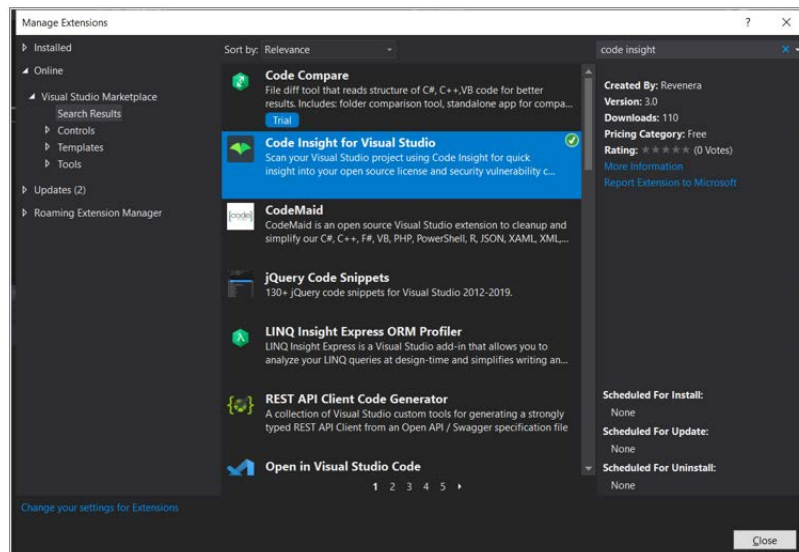 Manage Extensions
?
Installed
Online
Visual Studio Marketplace
Search Results
Controls
Templates
Tools
Updates (2)
Roaming Extension Manager
Change your settings for Extensions
Sort by: Relevance
Code Compare
File diff tool that reads structure of C#, C++,VB code for better
results. Includes: folder comparison tool, standalone app for compa...
Trial
Code Insight for Visual Studio
Scan your Visual Studio project using Code Insight for quick
insight into your open source license and security vulnerability c...
[code]
CodeMaid
CodeMaid is an open source Visual Studio extension to cleanup and
simplify our C#, C++, F#, VB, PHP, PowerShell, R, JSON, XAML, XML,...
jQuery Code Snippets
130+ jQuery code snippets for Visual Studio 2012-2019.
LINQ Insight Express ORM Profiler
LINQ Insight Express is a Visual Studio add-in that allows you to
analyze your LINQ queries at design-time and simplifies writing an...
REST API Client Code Generator
A collection of Visual Studio custom tools for generating a strongly
typed REST API Client from an Open API / Swagger specification file
Open in Visual Studio Code
1 2 3 4 5
code insight
Created By: Revenera
Version: 3.0
Downloads: 110
Pricing Category: Free
Rating: ★★★★★ (0 Votes)
More Information
Report Extension to Microsoft
Scheduled For Install:
None
Scheduled For Update:
None
Scheduled For Uninstall:
None
Close